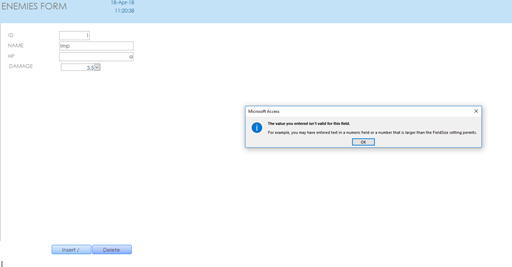 ENEMIES FORM
18-Apr-18
11:20:38
ID 1
NAME Imp
HP a
DAMAGE 3.5
Microsoft Access
The value you entered isn't valid for this field.
For example, you may have entered text in a numeric field or a number that is larger than the FieldSize setting permits.
OK
Insert /
Delete